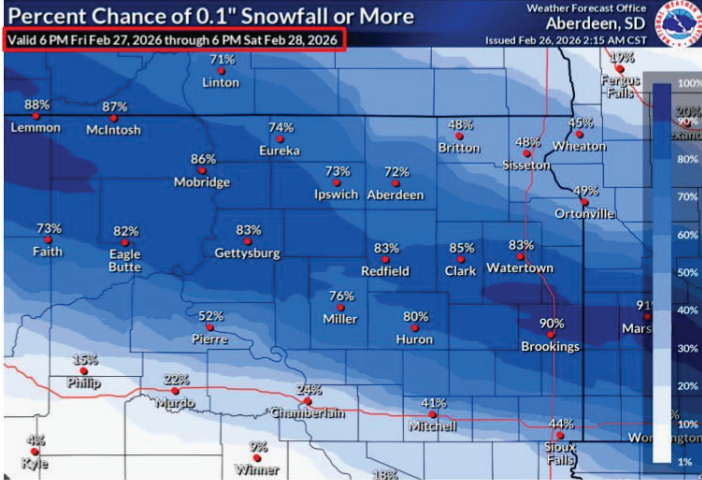 Percent Chance of 0.1" Snowfall or More
Valid 6 PM Fri Feb 27, 2026 through 6 PM Sat Feb 28, 2026
Weather Forecast Office
Aberdeen, SD
Issued Feb 26, 2026 2:15 AM CST
71%
Linton
19%
Fergus
Falls
100%
88%
Lemmon
87%
McIntosh
90%
20%
74%
Eureka
48%
Britton
48%
Sisseton
45%
Wheaton
80%
86%
Mobridge
73%
Ipswich
72%
Aberdeen
70%
49%
Ortonville
60%
73%
Faith
82%
Eagle
Butte
83%
Gettysburg
83%
Redfield
85%
Clark
83%
Watertown
50%
76%
Miller
80%
Huron
90%
Brookings
91
Mars
40%
52%
Pierre
30%
15%
Philip
22%
Murdo
24%
Chamberlain
20%
41%
Mitchell
44%
Sioux
Falls
10%
4%
Kyle
9%
Winner
18%
1%